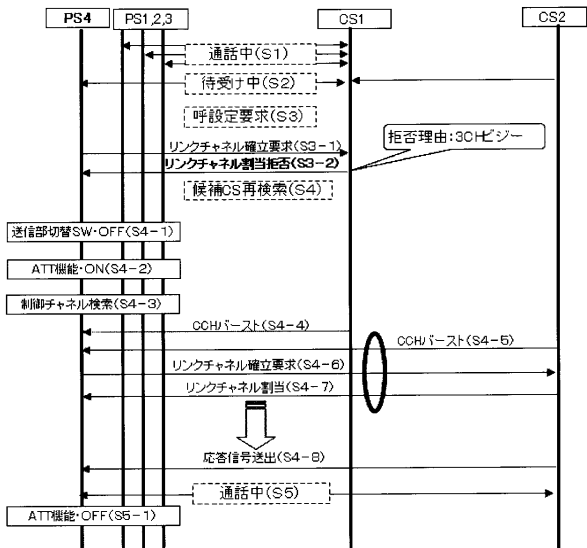 PS4 PS1,2,3 CS1 CS2
通話中(S1)
待受け中(S2)
呼設定要求(S3)
拒否理由:3CHビジー
リンクチャネル確立要求(S3-1)
リンクチャネル割当拒否(S3-2)
候補CS再検索(S4)
送信部切替SW・OFF(S4-1)
ATT機能・ON(S4-2)
制御チャネル検索(S4-3)
CCHバースト(S4-4)
CCHバースト(S4-5)
リンクチャネル確立要求(S4-6)
リンクチャネル割当(S4-7)
応答信号送出(S4-8)
通話中(S5)
ATT機能・OFF(S5-1)